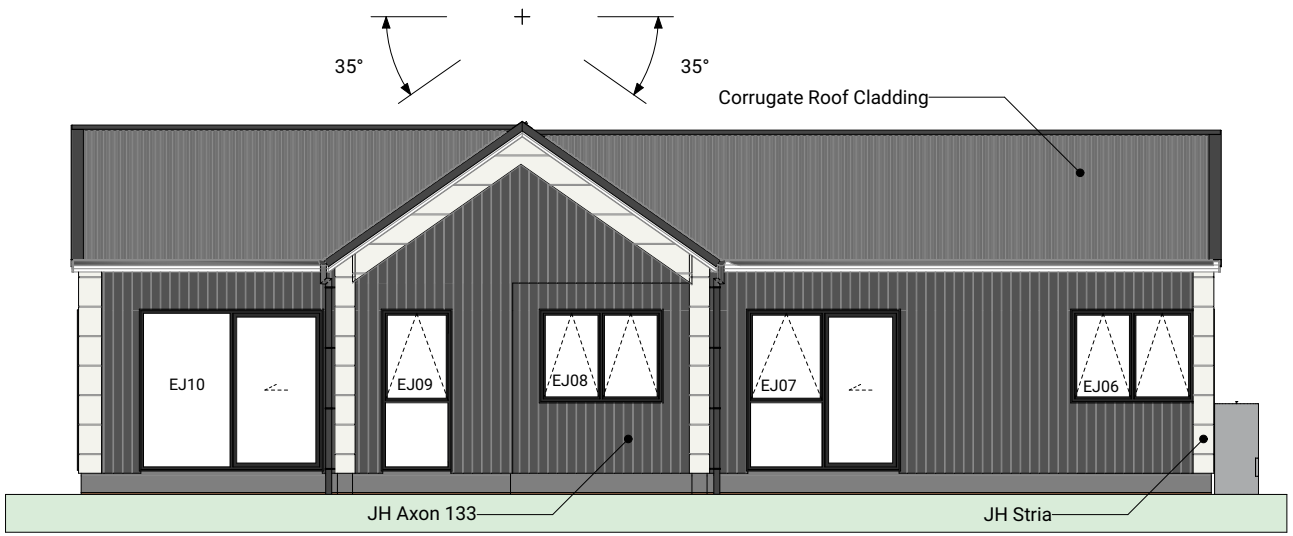 35°
35°
Corrugate Roof Cladding
EJ10
EJ09
EJ08
EJ07
EJ06
JH Axon 133
JH Stria